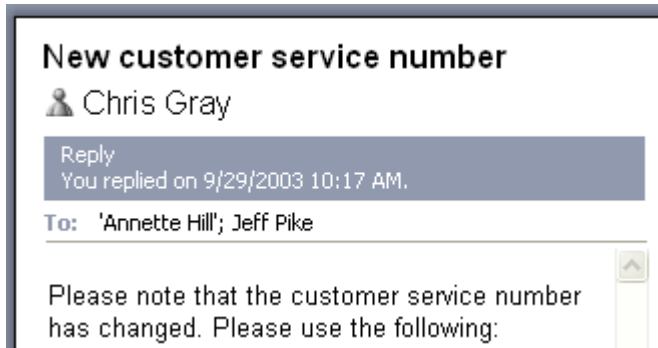 New customer service number
Chris Gray
Reply
You replied on 9/29/2003 10:17 AM.
To: 'Annette Hill'; Jeff Pike
Please note that the customer service number
has changed. Please use the following: